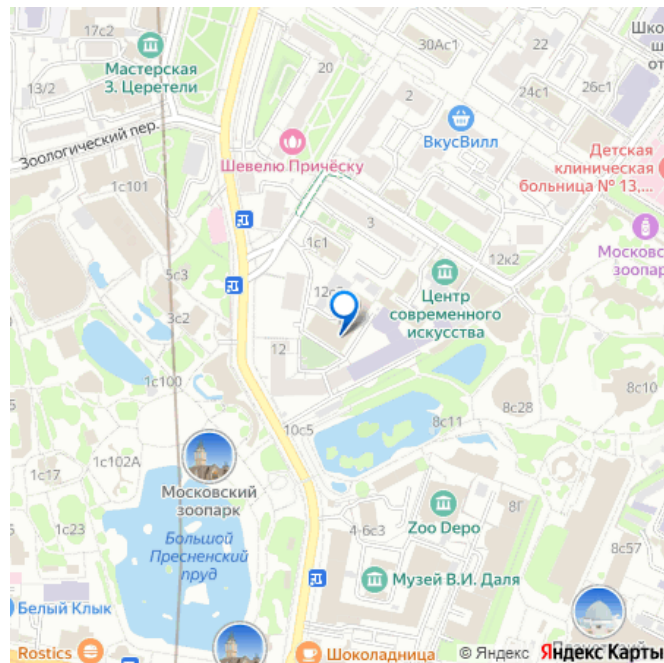 17с2
Мастерская
З. Церетели
13/2
20
30Ас1
22
Шко
ш
от
24с1
26с1
2
ВкусВилл
Зоологический пер.
Шевелю Причёску
Детская
клиническая
больница № 13,...
1с101
3
1с1
12к2
Московс
зоопар
5с3
Центр
современного
искусства
3с2
12
1с100
8с10
8с28
8с11
10с5
1с102А
1с17
Московский
зоопарк
1с23
Большой
Пресненский
пруд
4-6с3
Zoo Depo
8Г
8с57
Музей В.И. Даля
Белый Клык
Rostics
Шоколадница
© Яндекс Яндекс Карты